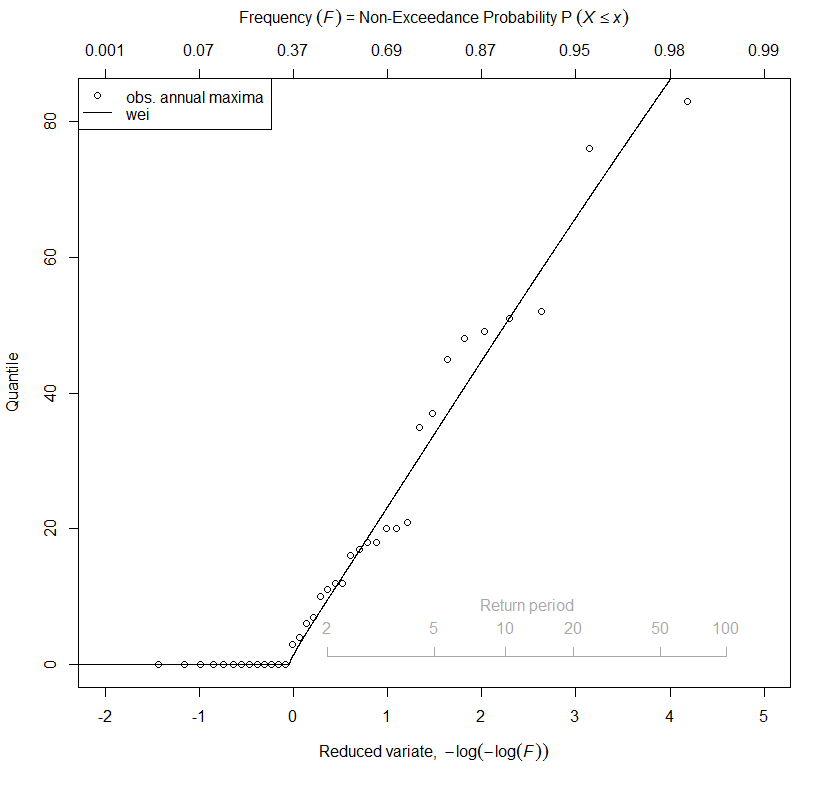 Frequency (F) = Non-Exceedance Probability P (X ≤ x)
0.001 0.07 0.37 0.69 0.87 0.95 0.98 0.99
obs. annual maxima
wei
80
60
40
20
0
Quantile
Return period
2 5 10 20 50 100
-2 -1 0 1 2 3 4 5
Reduced variate, −log(−log(F))